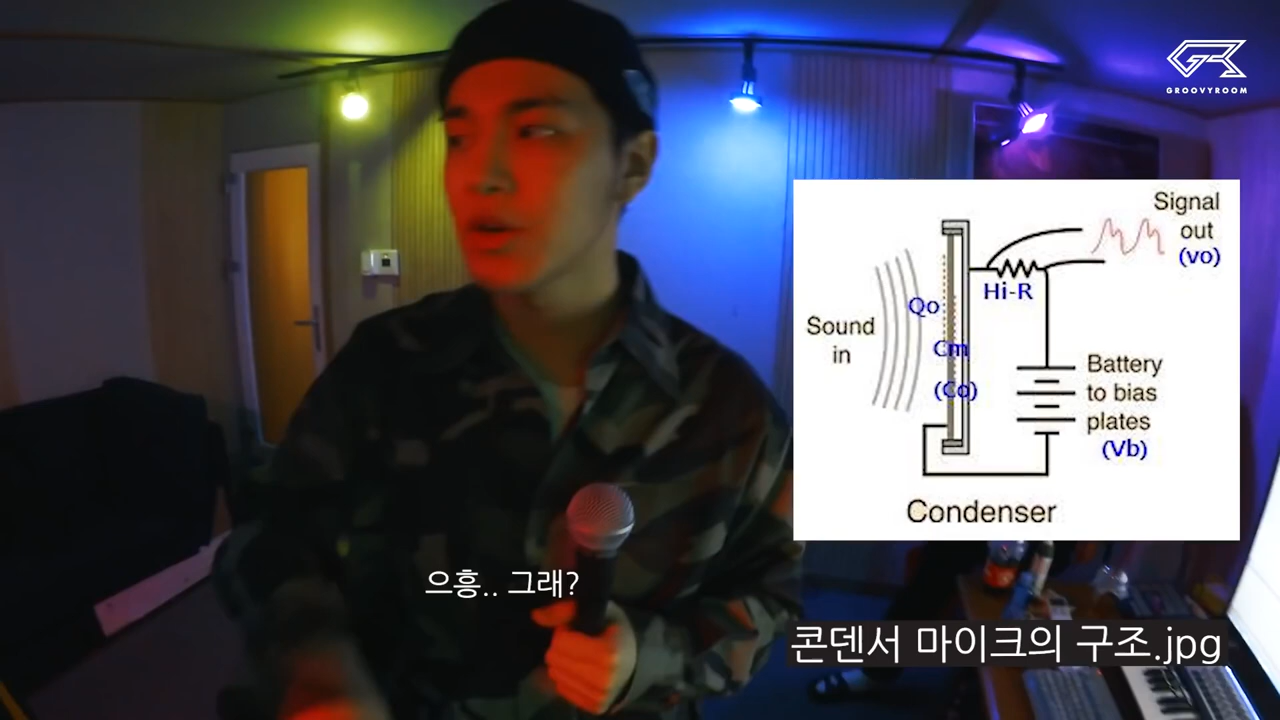 GROOVYROOM
Signal
out
(vo)
Hi-R
Qo
Sound
in
Cm
(Co)
Battery
to bias
plates
(Vb)
Condenser
으흥.. 그래?
콘덴서 마이크의 구조.jpg